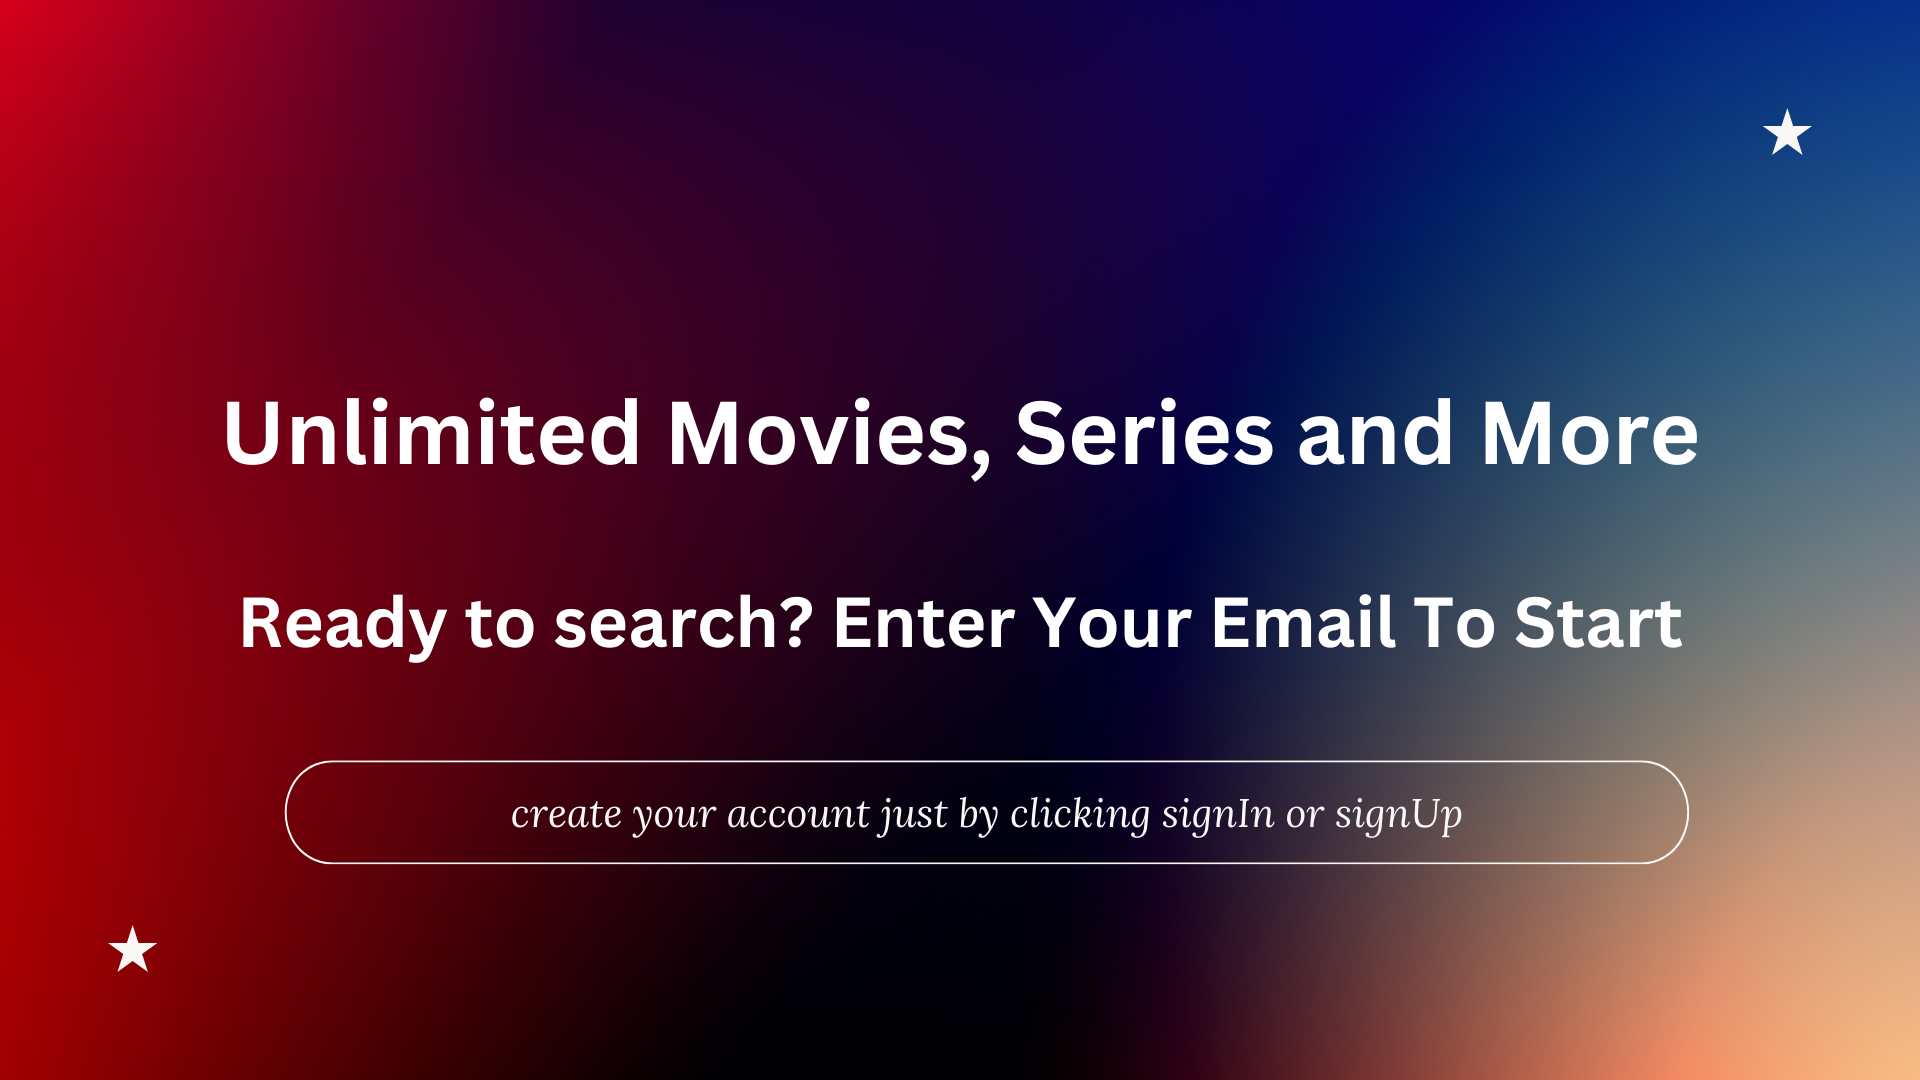 Unlimited Movies, Series and More
Ready to search? Enter Your Email To Start
create your account just by clicking signIn or signUp